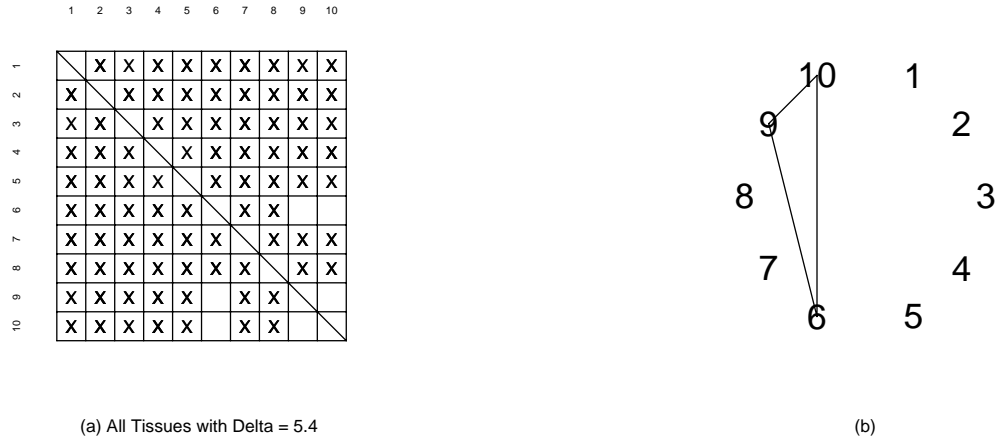 1 2 3 4 5 6 7 8 9 10
1 X X X X X X X X X
2 X X X X X X X X X
3 X X X X X X X X X
4 X X X X X X X X X
5 X X X X X X X X X
6 X X X X X X X
7 X X X X X X X X X
8 X X X X X X X X X
9 X X X X X X X
10 X X X X X X X
10 1
9 2
8 3
7 4
6 5
(a) All Tissues with Delta = 5.4 (b)